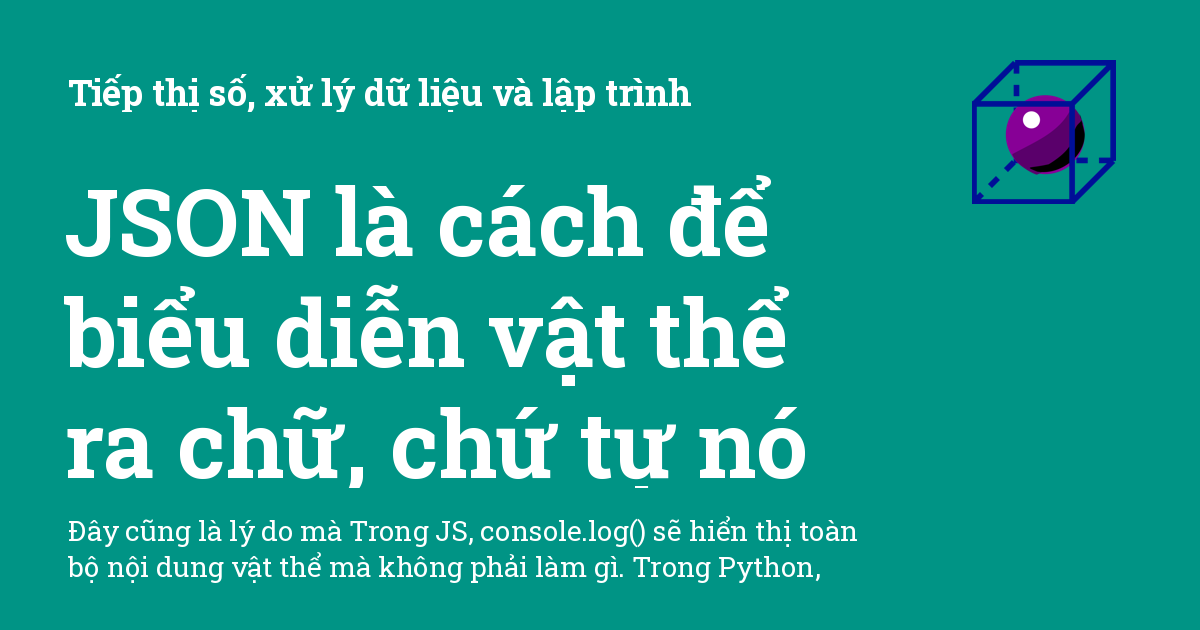 Tiếp thị số, xử lý dữ liệu và lập trình
JSON là cách để
biểu diễn vật thể
ra chữ, chứ tự nó
Đây cũng là lý do mà Trong JS, console.log() sẽ hiển thị toàn
bộ nội dung vật thể mà không phải làm gì. Trong Python,